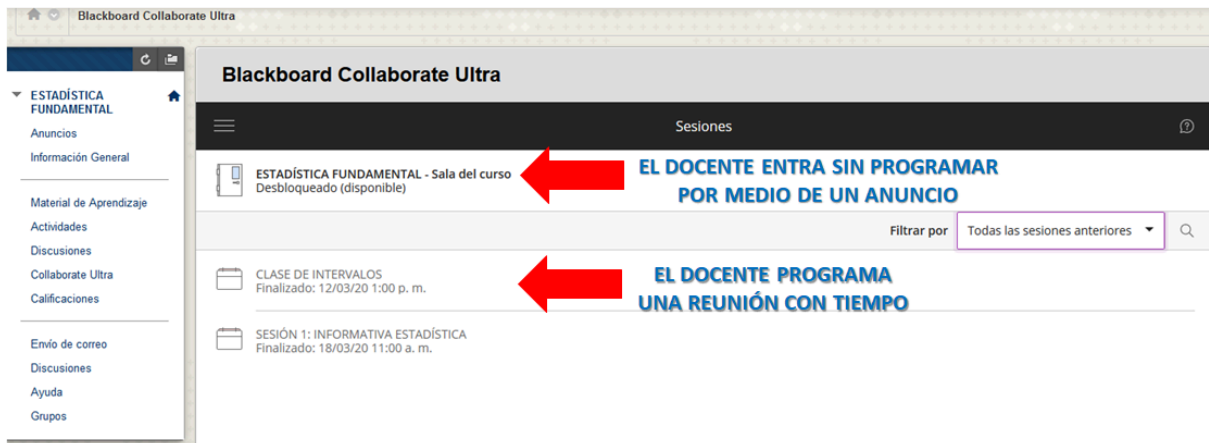 Blackboard Collaborate Ultra
ESTADÍSTICA
FUNDAMENTAL
Anuncios
Información General
Material de Aprendizaje
Actividades
Discusiones
Collaborate Ultra
Calificaciones
Envío de correo
Discusiones
Ayuda
Grupos
Blackboard Collaborate Ultra
Sesiones
ESTADÍSTICA FUNDAMENTAL - Sala del curso
Desbloqueado (disponible)
EL DOCENTE ENTRA SIN PROGRAMAR
POR MEDIO DE UN ANUNCIO
Filtrar por Todas las sesiones anteriores
CLASE DE INTERVALOS
Finalizado: 12/03/20 1:00 p. m.
EL DOCENTE PROGRAMA
UNA REUNIÓN CON TIEMPO
SESIÓN 1: INFORMATIVA ESTADÍSTICA
Finalizado: 18/03/20 11:00 a. m.